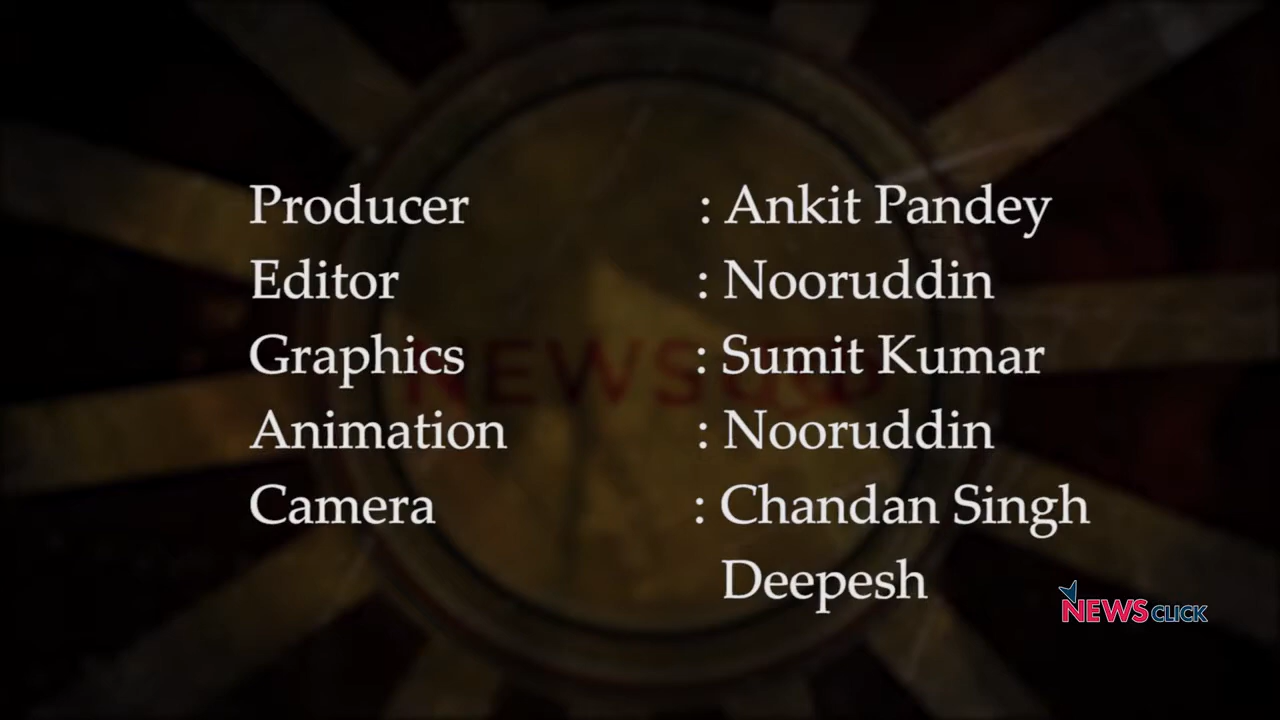 Producer : Ankit Pandey
Editor : Nooruddin
Graphics : Sumit Kumar
Animation : Nooruddin
Camera : Chandan Singh
Deepesh
NEWSCLICK